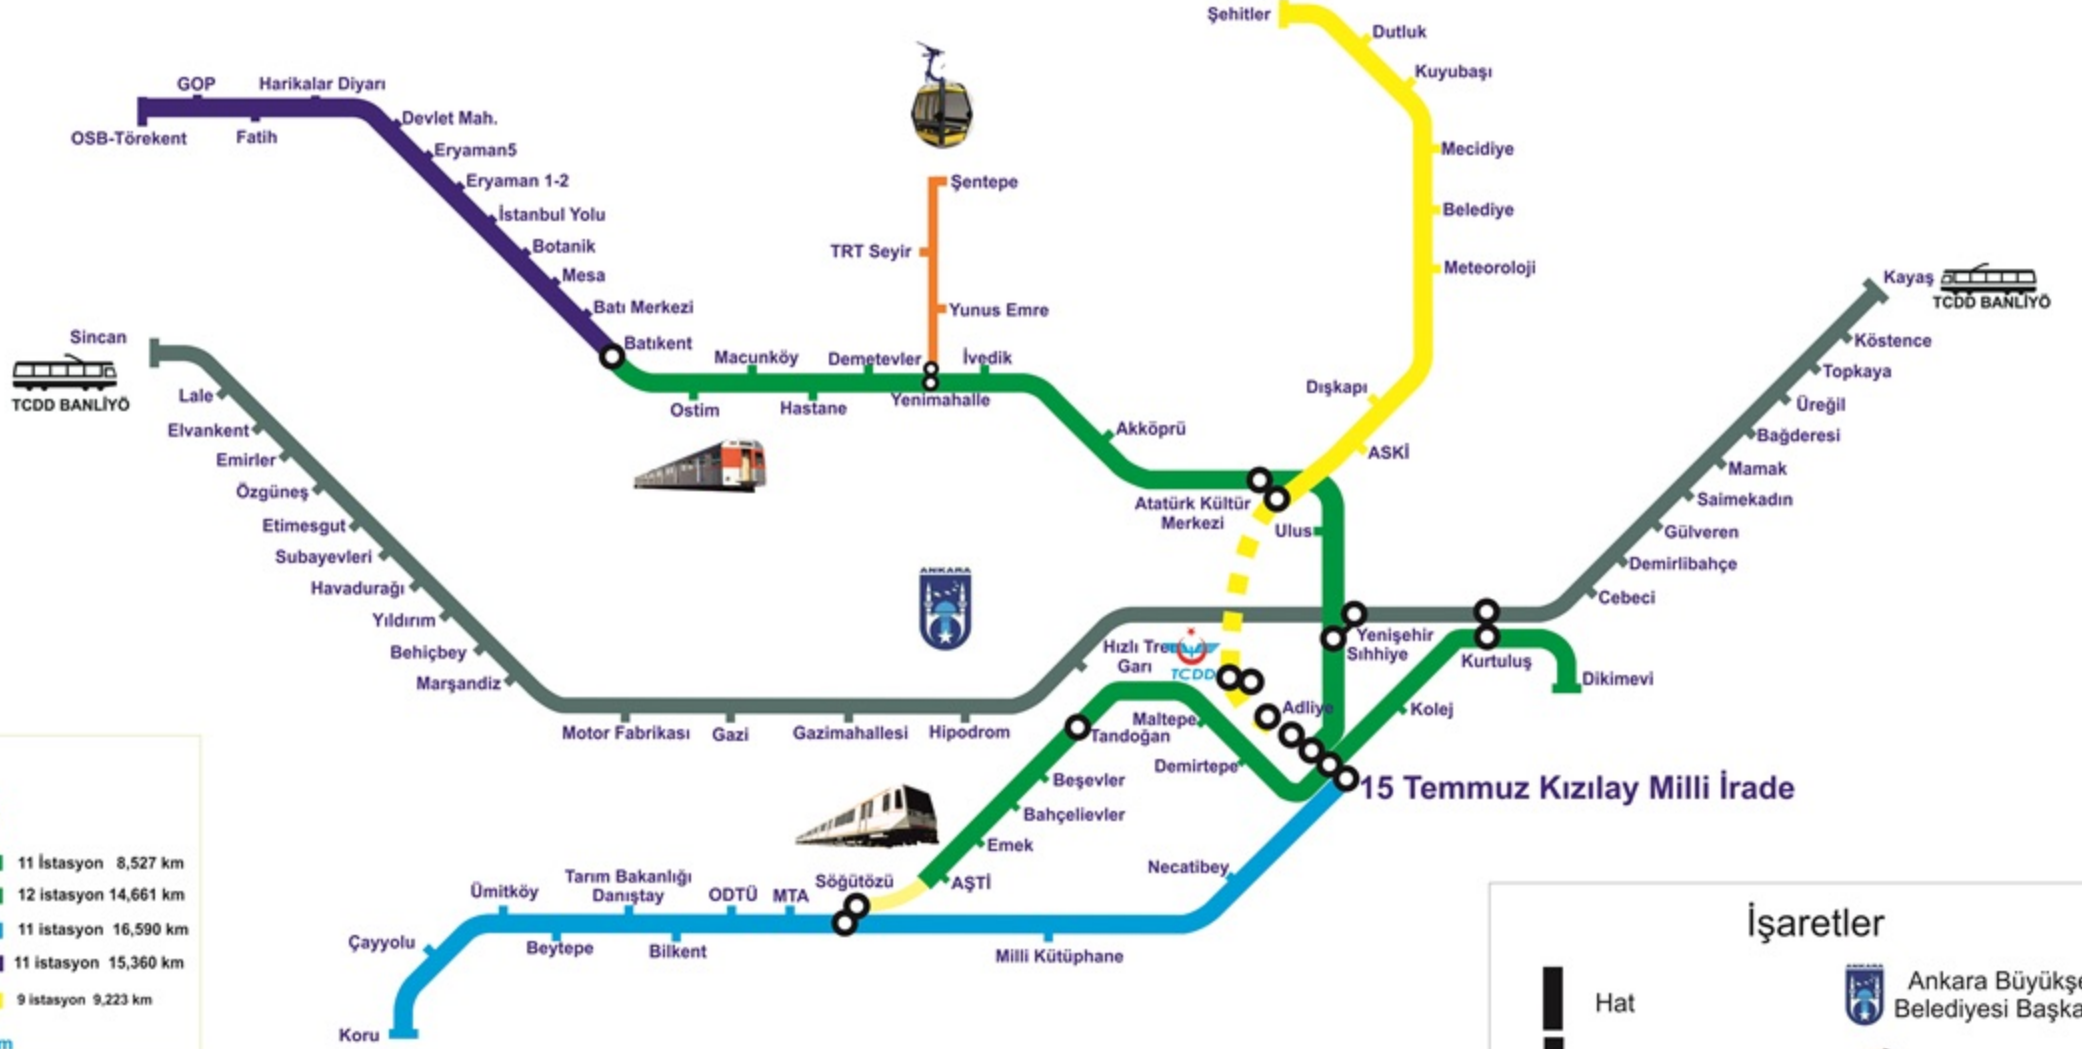 Şehitler
Dutluk
Kuyubaşı
Mecidiye
Belediye
Meteoroloji
Dışkapı
ASKİ
GOP
Harikalar Diyarı
OSB-Törekent
Fatih
Devlet Mah.
Eryaman5
Eryaman 1-2
İstanbul Yolu
Botanik
Mesa
Batı Merkezi
Batıkent
Şentepe
TRT Seyir
Yunus Emre
Macunköy
Demetevler
İvedik
Ostim
Hastane
Yenimahalle
Akköprü
Atatürk Kültür
Merkezi
Ulus
Kayaş
TCDD BANLİYÖ
Köstence
Topkaya
Üreğil
Bağderesi
Mamak
Saimekadın
Gülveren
Demirlibahçe
Cebeci
Sincan
TCDD BANLİYÖ
Lale
Elvankent
Emirler
Özgüneş
Etimesgut
Subayevleri
Havadurağı
Yıldırım
Behiçbey
Marşandiz
Motor Fabrikası
Gazi
Gazimahallesi
Hipodrom
ANKARA
Hızlı Tre
Garı
TCDD
Yenişehir
Sıhhiye
Kurtuluş
Dikimevi
Kolej
Adliye
Maltepe
Tandoğan
Demirtepe
Beşevler
Bahçelievler
Emek
AŞTİ
15 Temmuz Kızılay Milli İrade
Necatibey
Söğütözü
MTA
ODTÜ
Tarım Bakanlığı
Danıştay
Ümitköy
Çayyolu
Beytepe
Bilkent
Milli Kütüphane
Koru
11 İstasyon 8,527 km
12 istasyon 14,661 km
11 istasyon 16,590 km
11 istasyon 15,360 km
9 istasyon 9,223 km
m
İşaretler
Hat
Ankara Büyükşe
Belediyesi Başka